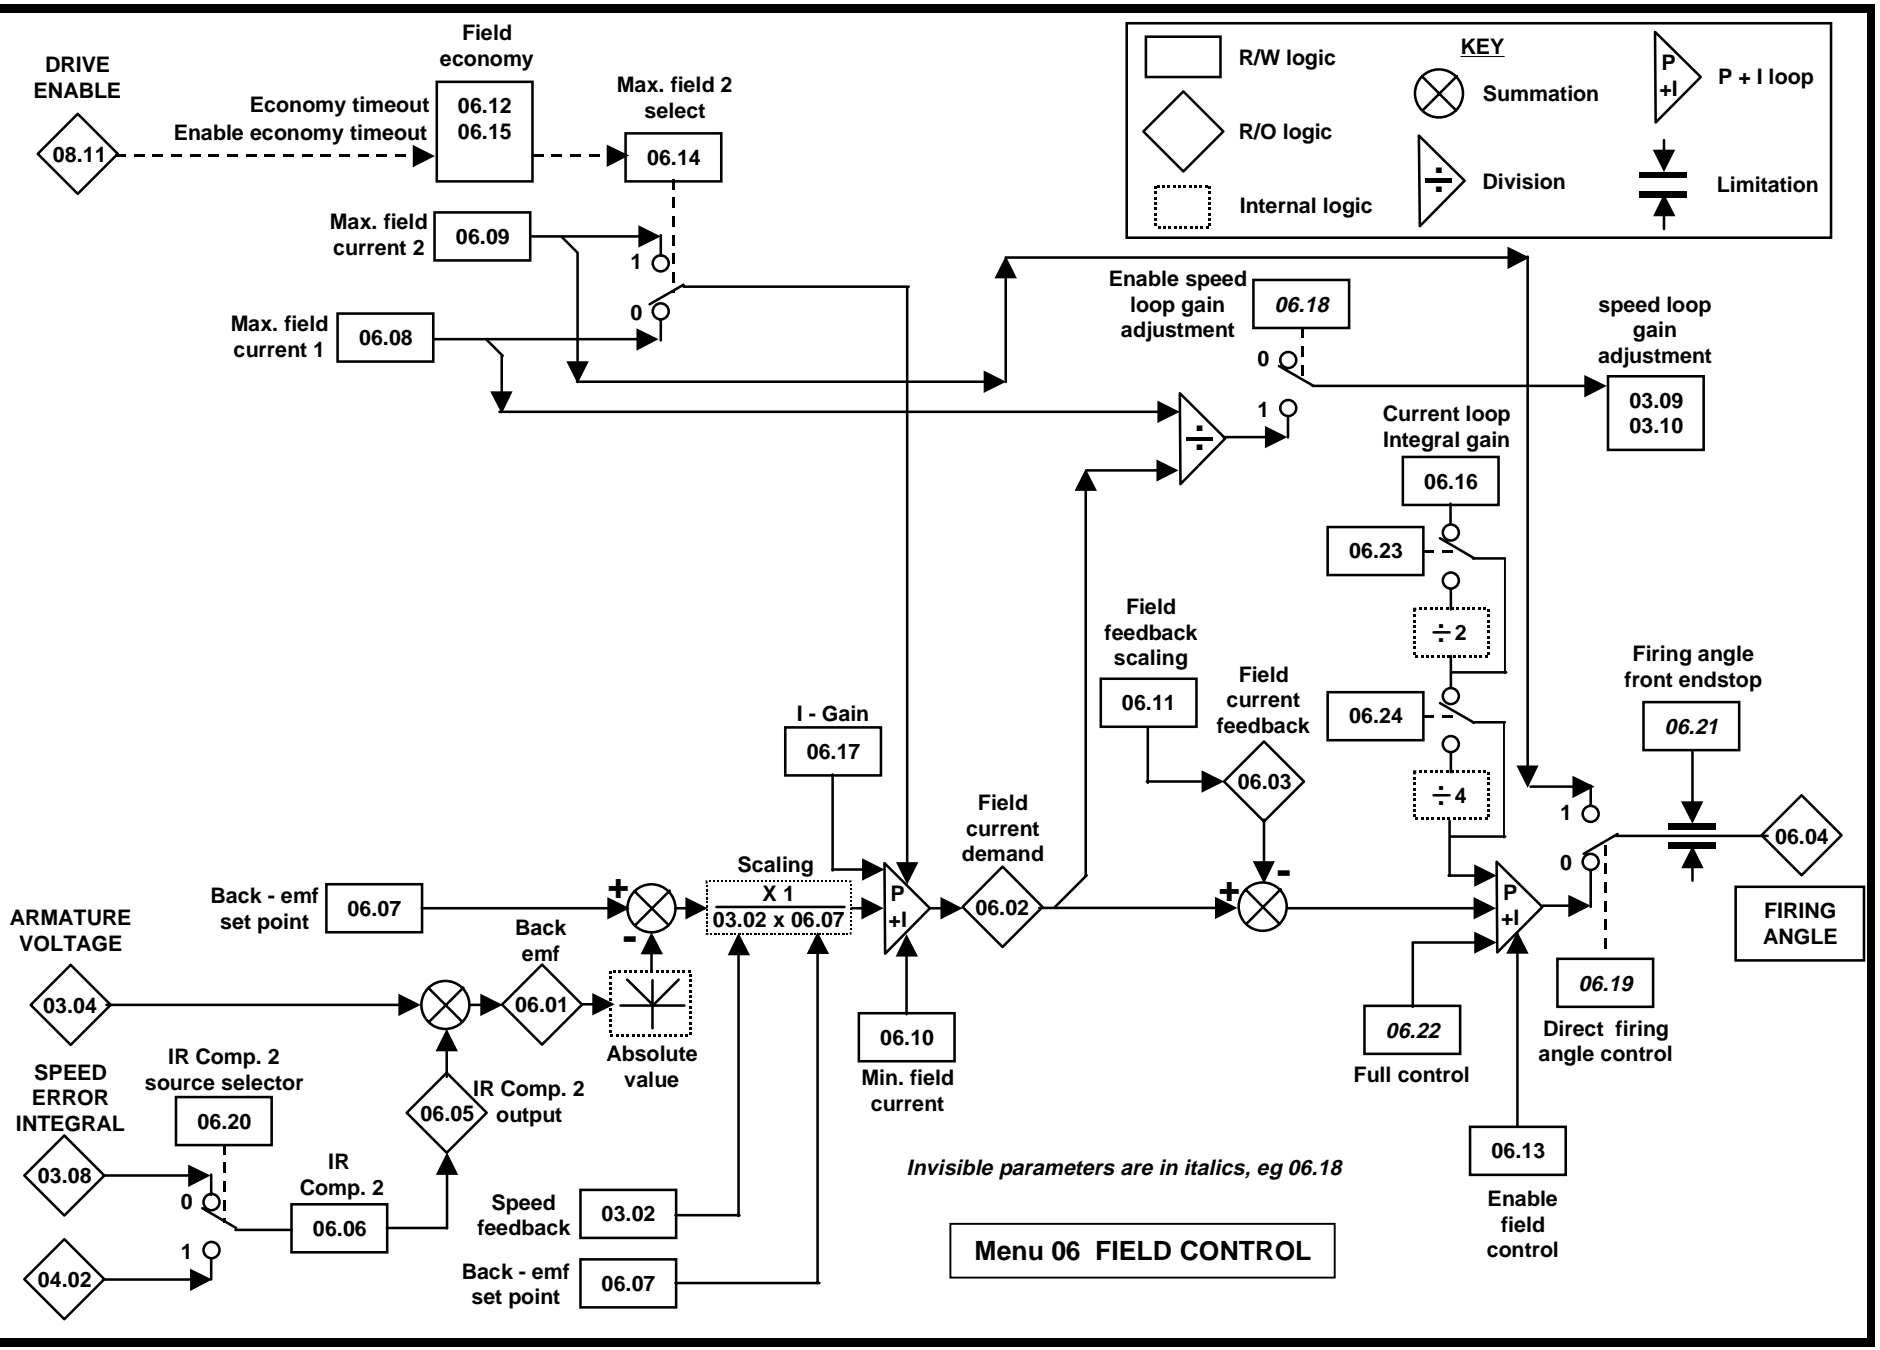 Field
economy
DRIVE
ENABLE
Economy timeout
Enable economy timeout
06.12
06.15
08.11
Max. field 2
select
06.14
Max. field
current 2
06.09
1
0
Max. field
current 1
06.08
KEY
R/W logic
R/O logic
Internal logic
Summation
÷
Division
P
+I
P + I loop
Limitation
Enable speed
loop gain
adjustment
06.18
0
1
÷
speed loop
gain
adjustment
03.09
03.10
Current loop
Integral gain
06.16
06.23
÷ 2
06.24
÷ 4
Field
feedback
scaling
06.11
Field
current
feedback
06.03
Firing angle
front endstop
06.21
1
0
06.04
FIRING
ANGLE
I - Gain
06.17
Field
current
demand
06.02
Scaling
X 1
03.02 x 06.07
P
+I
Back - emf
set point
06.07
+
-
+
-
P
+I
ARMATURE
VOLTAGE
03.04
Back
emf
06.01
Absolute
value
06.10
Min. field
current
06.22
Full control
06.19
Direct firing
angle control
06.13
Enable
field
control
SPEED
ERROR
INTEGRAL
03.08
IR Comp. 2
source selector
06.20
0
1
04.02
IR
Comp. 2
06.06
06.05
IR Comp. 2
output
Speed
feedback
03.02
Back - emf
set point
06.07
Invisible parameters are in italics, eg 06.18
Menu 06 FIELD CONTROL